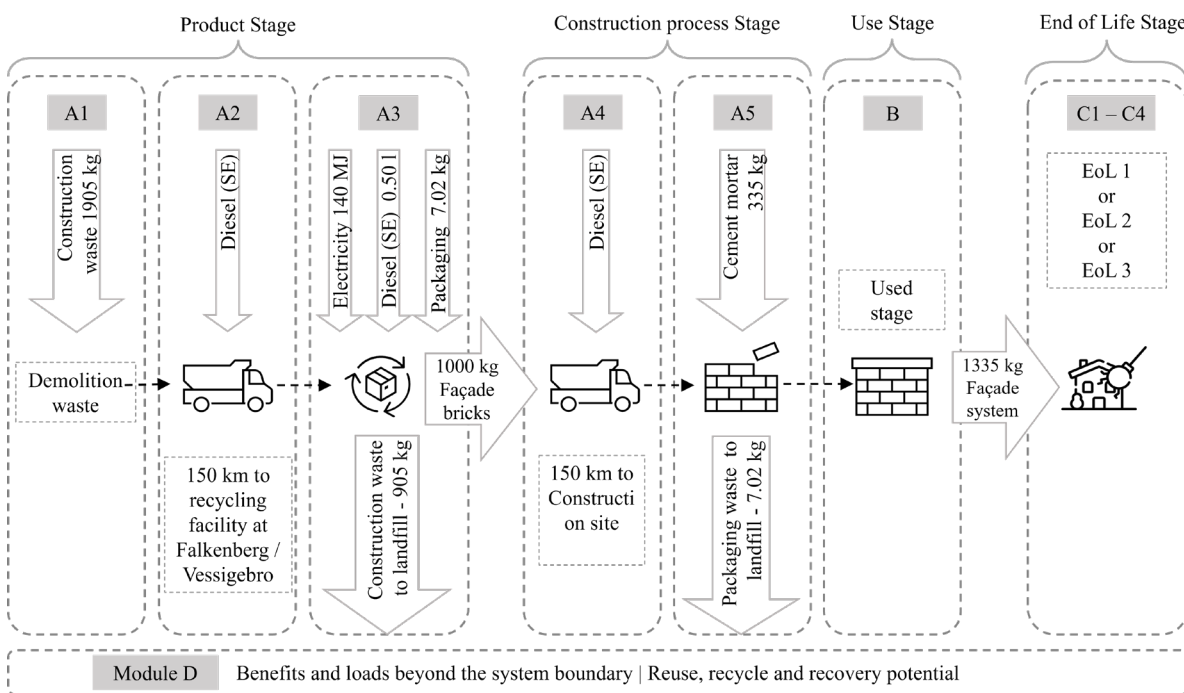 Product Stage
Construction process Stage
Use Stage
End of Life Stage
A1
A2
A3
A4
A5
B
C1 – C4
Construction
waste 1905 kg
Diesel (SE)
Electricity 140 MJ
Diesel (SE) 0.50 l
Packaging 7.02 kg
Diesel (SE)
Cement mortar
335 kg
EoL 1
or
EoL 2
or
EoL 3
Used
stage
Demolition
waste
1000 kg
Façade
bricks
1335 kg
Façade
system
150 km to
recycling
facility at
Falkenberg /
Vessigebro
Construction waste
to landfill - 905 kg
150 km to
Constructi
on site
Packaging waste to
landfill - 7.02 kg
Module D
Benefits and loads beyond the system boundary | Reuse, recycle and recovery potential